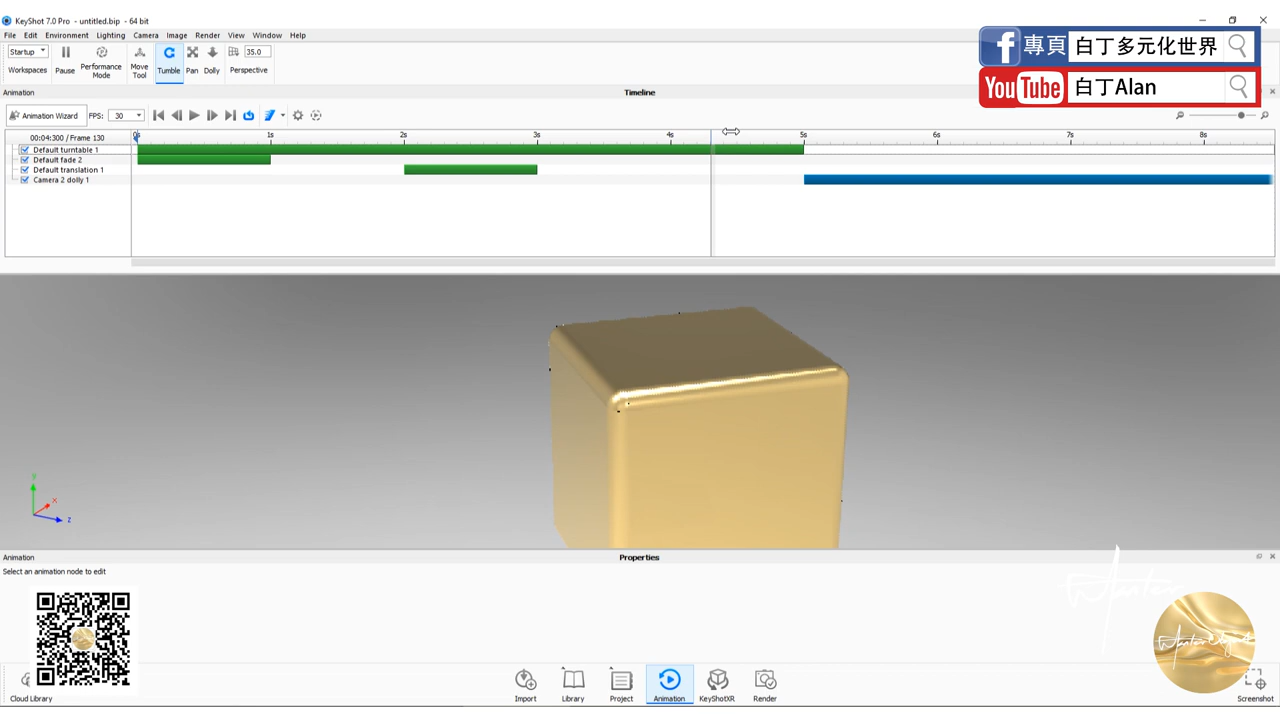 KeyShot 7.0 Pro - untitled.bip - 64 bit
File Edit Environment Lighting Camera Image Render View Window Help
Startup
Workspaces
Pause
Performance
Mode
Move
Tool
Tumble
Pan
Dolly
35.0
Perspective
f 專頁 白丁多元化世界
YouTube 白丁Alan
Animation
Timeline
Animation Wizard FPS: 30
00:04:300 / Frame 130
0s 1s 2s 3s 4s 5s 6s 7s 8s
Default turntable 1
Default fade 2
Default translation 1
Camera 2 dolly 1
Y
X
Z
Animation
Properties
Select an animation node to edit
Cloud Library
Import
Library
Project
Animation
KeyShotXR
Render
Screenshot